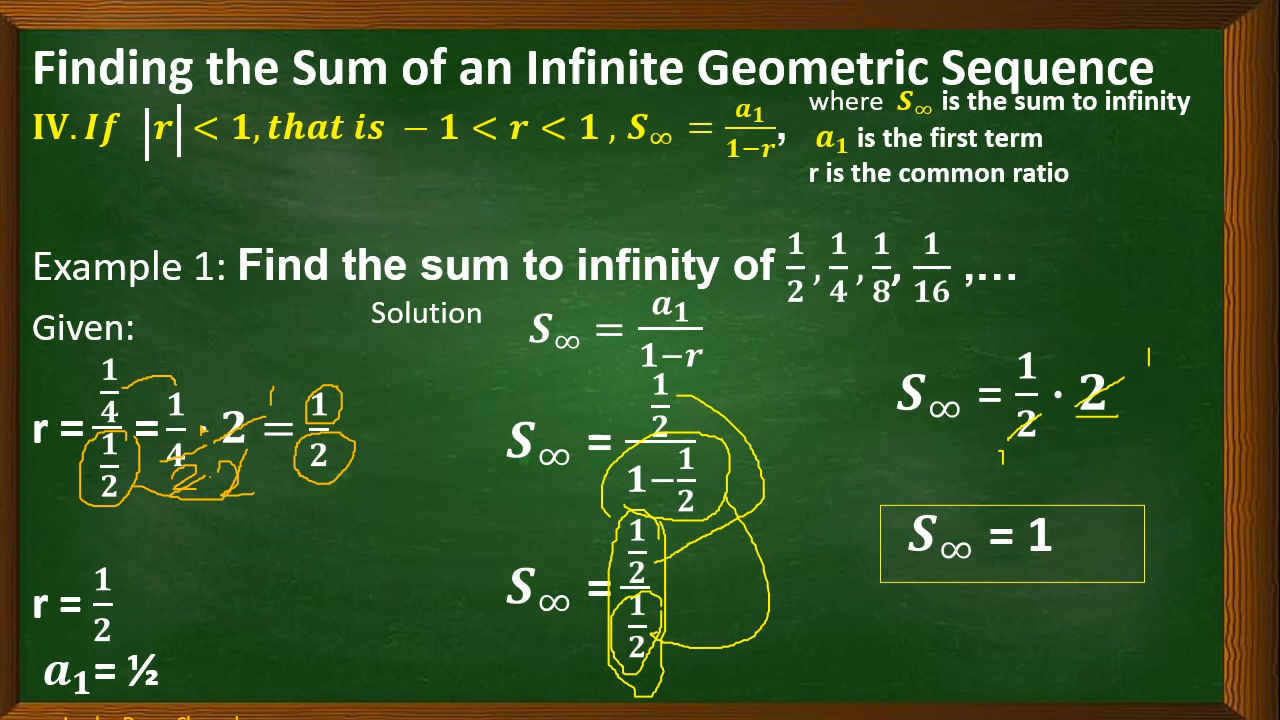 Finding the Sum of an Infinite Geometric Sequence
IV. If |r| < 1, that is − 1 < r < 1 , S∞ = a₁/(1−r),
where S∞ is the sum to infinity
a₁ is the first term
r is the common ratio
Example 1: Find the sum to infinity of 1/2 , 1/4 , 1/8, 1/16 ,…
Given:
r = (1/4)/(1/2) = 1/4 · 2 = 1/2
2·2
r = 1/2
a₁ = ½
Solution
S∞ = a₁/(1−r)
S∞ = (1/2)/(1−1/2)
S∞ = (1/2)/(1/2)
S∞ = 1/2 · 2
1
1
S∞ = 1